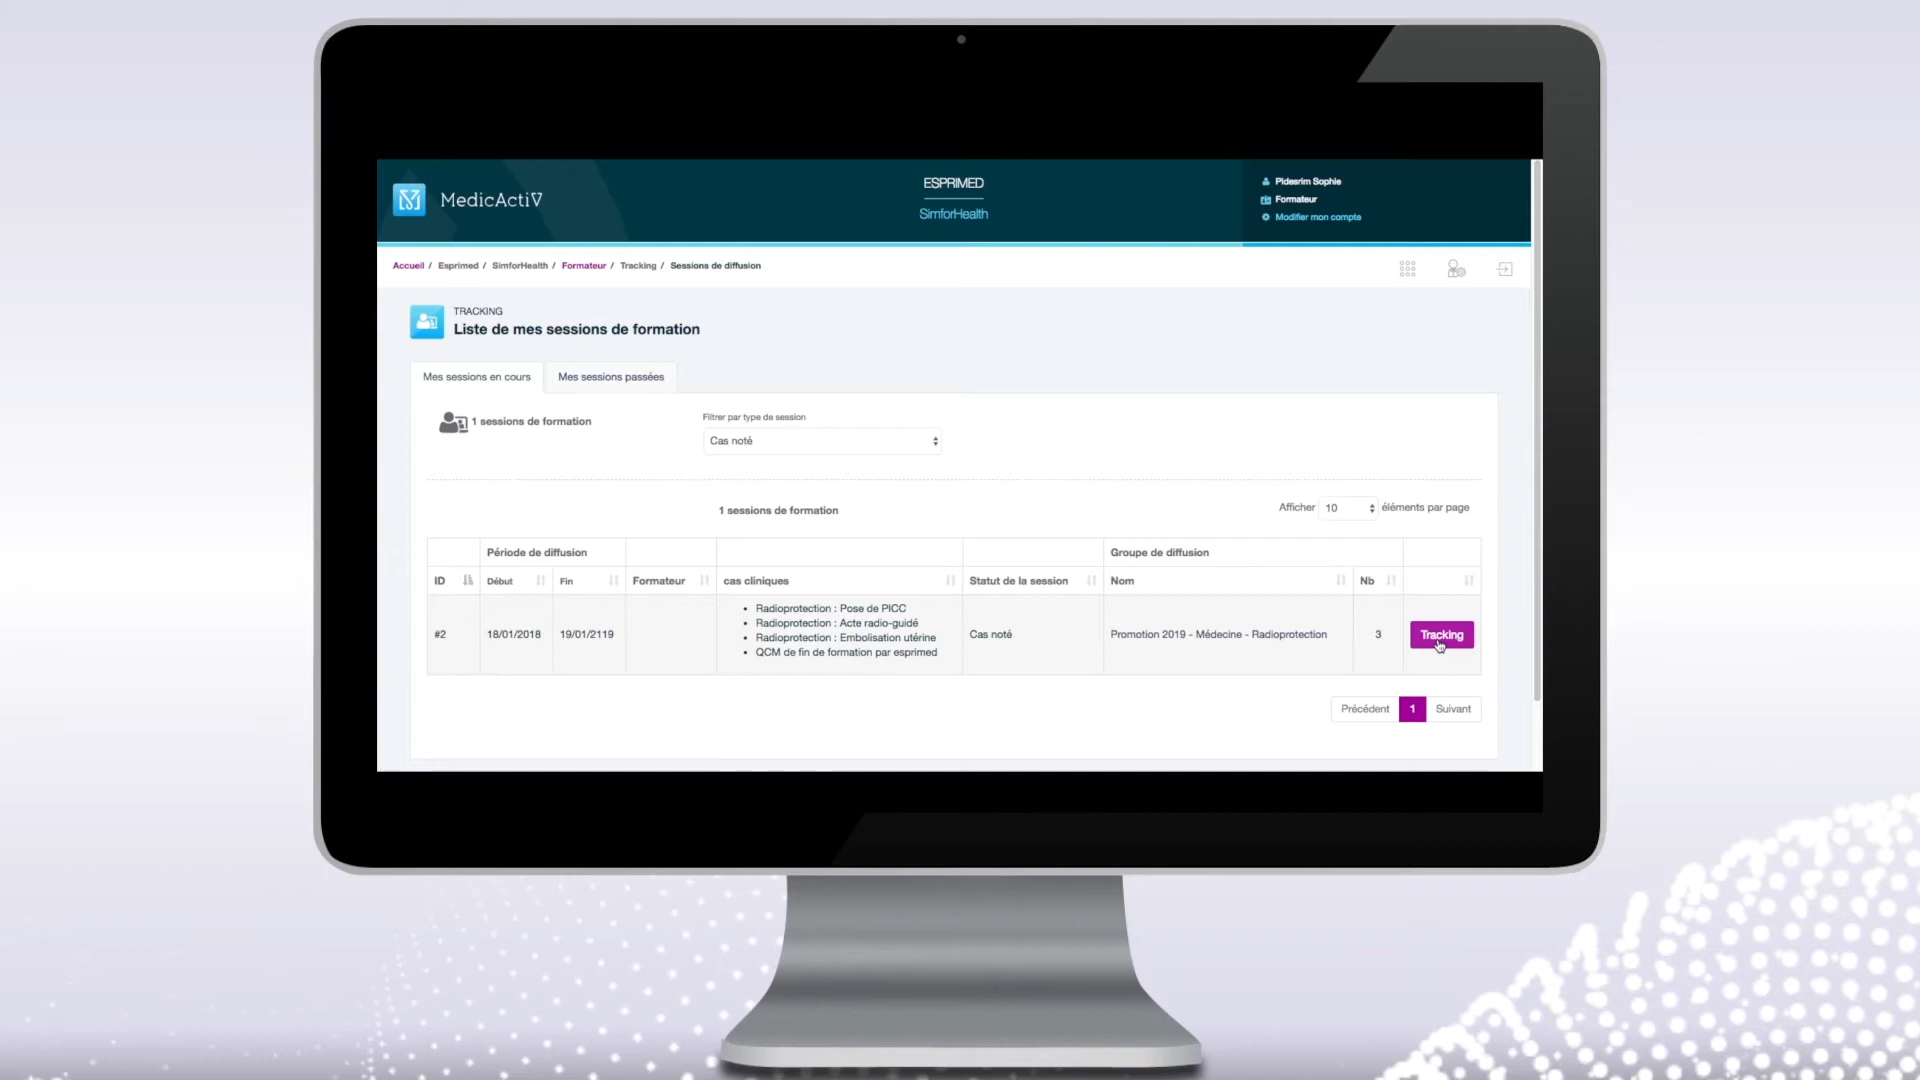 MedicActiV
ESPRIMED
SimforHealth
Pidesrim Sophie
Formateur
Modifier mon compte
Accueil / Esprimed / SimforHealth / Formateur / Tracking / Sessions de diffusion
TRACKING
Liste de mes sessions de formation
Mes sessions en cours
Mes sessions passées
1 sessions de formation
Filtrer par type de session
Cas noté
1 sessions de formation
Afficher 10 éléments par page
Période de diffusion
Groupe de diffusion
ID Début Fin Formateur cas cliniques Statut de la session Nom Nb
#2 18/01/2018 19/01/2119
• Radioprotection : Pose de PICC
• Radioprotection : Acte radio-guidé
• Radioprotection : Embolisation utérine
• QCM de fin de formation par esprimed
Cas noté
Promotion 2019 - Médecine - Radioprotection
3
Tracking
Précédent 1 Suivant